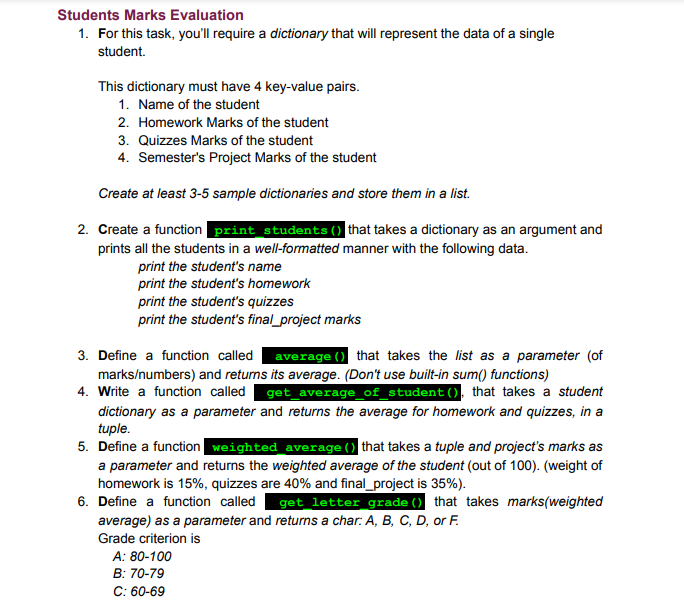 Students Marks Evaluation
1. For this task, you'll require a dictionary that will represent the data of a single
student.
This dictionary must have 4 key-value pairs.
1. Name of the student
2. Homework Marks of the student
3. Quizzes Marks of the student
4. Semester's Project Marks of the student
Create at least 3-5 sample dictionaries and store them in a list.
2. Create a function print_students() that takes a dictionary as an argument and
prints all the students in a well-formatted manner with the following data.
print the student's name
print the student's homework
print the student's quizzes
print the student's final_project marks
3. Define a function called average() that takes the list as a parameter (of
marks/numbers) and returns its average. (Don't use built-in sum() functions)
4. Write a function called get_average_of_student(), that takes a student
dictionary as a parameter and returns the average for homework and quizzes, in a
tuple.
5. Define a function weighted_average() that takes a tuple and project's marks as
a parameter and returns the weighted average of the student (out of 100). (weight of
homework is 15%, quizzes are 40% and final_project is 35%).
6. Define a function called get_letter_grade() that takes marks(weighted
average) as a parameter and returns a char: A, B, C, D, or F.
Grade criterion is
A: 80-100
B: 70-79
C: 60-69